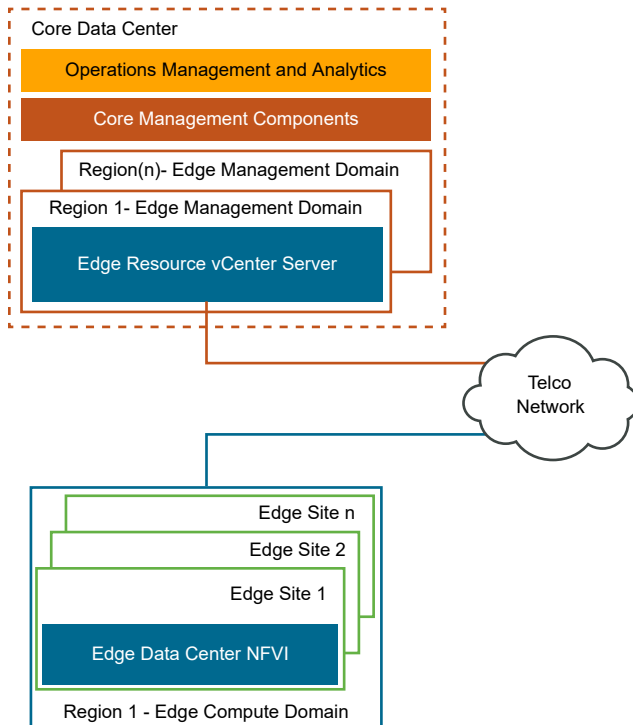 Core Data Center
Operations Management and Analytics
Core Management Components
Region(n)- Edge Management Domain
Region 1- Edge Management Domain
Edge Resource vCenter Server
Telco
Network
Edge Site n
Edge Site 2
Edge Site 1
Edge Data Center NFVI
Region 1 - Edge Compute Domain